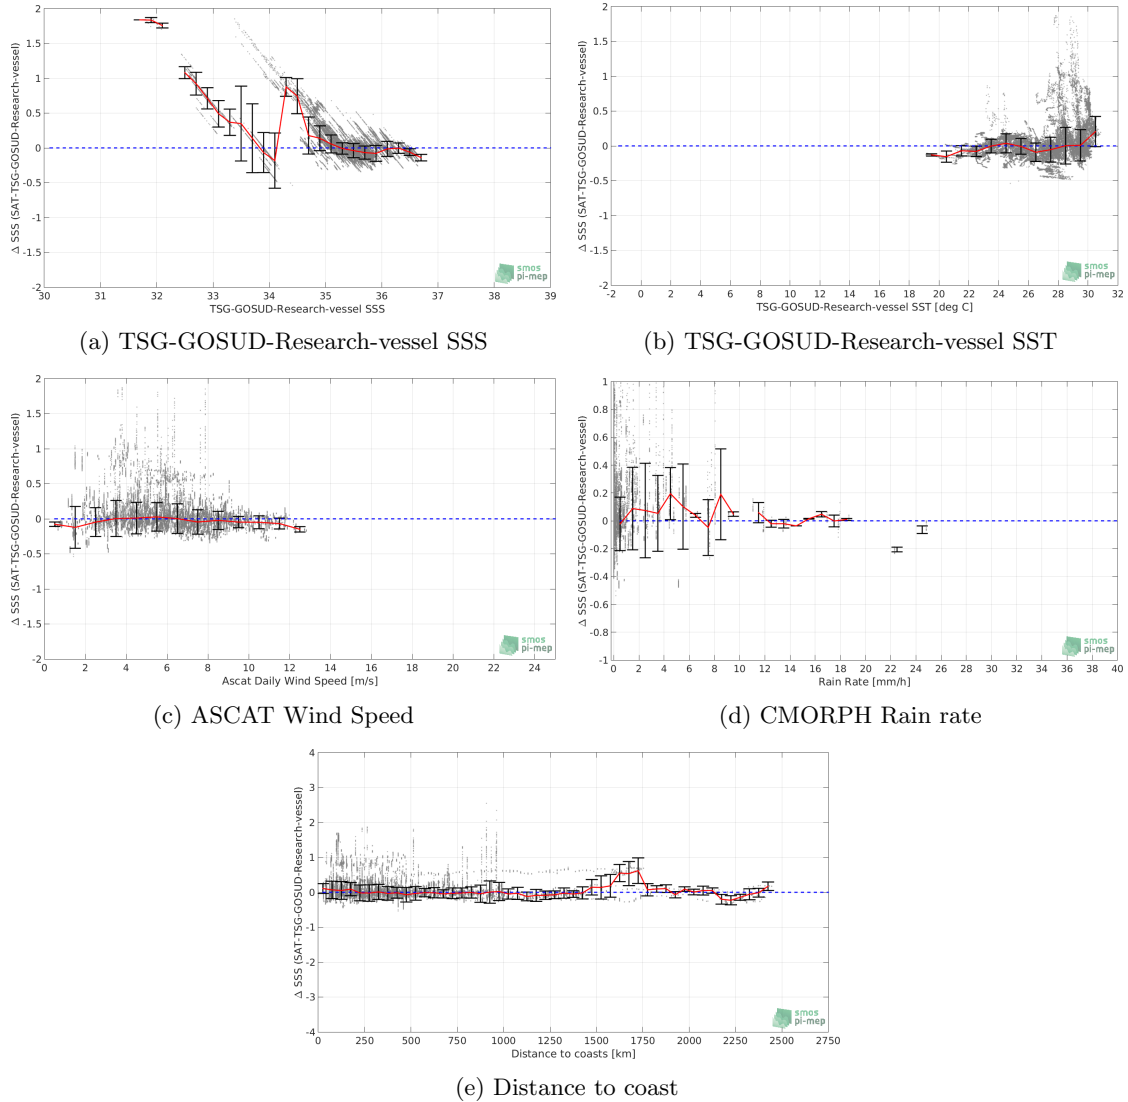 2
1.5
1
0.5
0
-0.5
-1
-1.5
-2
Δ SSS (SAT-TSG-GOSUD-Research-vessel)
30 31 32 33 34 35 36 37 38 39
TSG-GOSUD-Research-vessel SSS
smos
pi-mep
(a) TSG-GOSUD-Research-vessel SSS
2
1.5
1
0.5
0
-0.5
-1
-1.5
-2
Δ SSS (SAT-TSG-GOSUD-Research-vessel)
-2 0 2 4 6 8 10 12 14 16 18 20 22 24 26 28 30 32
TSG-GOSUD-Research-vessel SST [deg C]
smos
pi-mep
(b) TSG-GOSUD-Research-vessel SST
2
1.5
1
0.5
0
-0.5
-1
-1.5
-2
Δ SSS (SAT-TSG-GOSUD-Research-vessel)
0 2 4 6 8 10 12 14 16 18 20 22 24
Ascat Daily Wind Speed [m/s]
smos
pi-mep
(c) ASCAT Wind Speed
1
0.8
0.6
0.4
0.2
0
-0.2
-0.4
-0.6
-0.8
-1
Δ SSS (SAT-TSG-GOSUD-Research-vessel)
0 2 4 6 8 10 12 14 16 18 20 22 24 26 28 30 32 34 36 38 40
Rain Rate [mm/h]
smos
pi-mep
(d) CMORPH Rain rate
4
3
2
1
0
-1
-2
-3
-4
Δ SSS (SAT-TSG-GOSUD-Research-vessel)
0 250 500 750 1000 1250 1500 1750 2000 2250 2500 2750
Distance to coasts [km]
smos
pi-mep
(e) Distance to coast